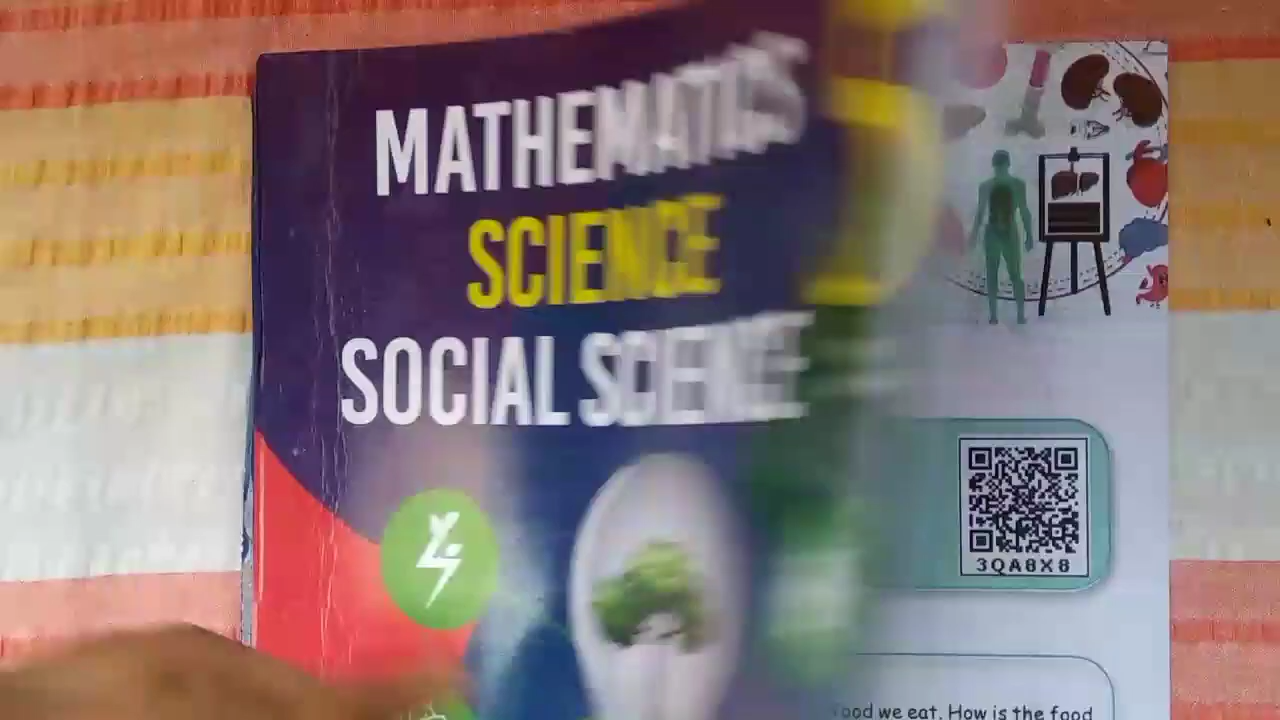 MATHEMATICS
SCIENCE
SOCIAL SCIENCE
3QA8X8
food we eat. How is the food